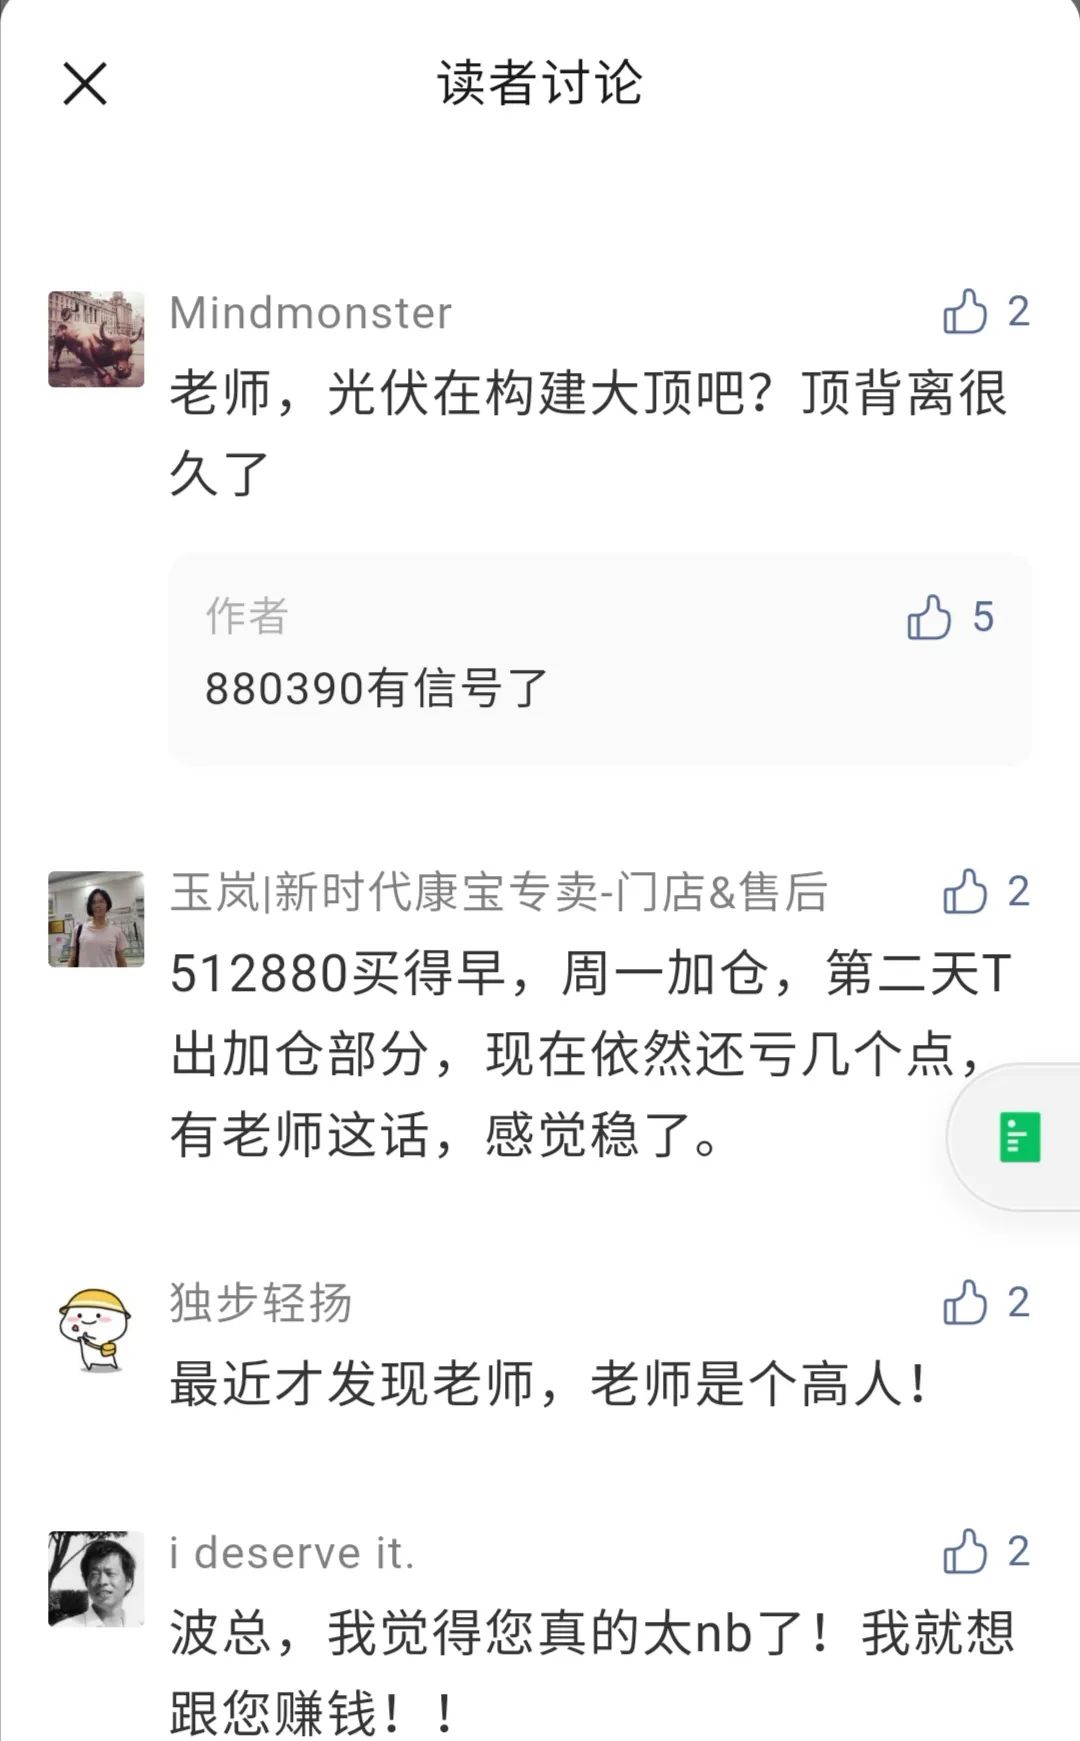 读者讨论
Mindmonster
2
老师，光伏在构建大顶吧？顶背离很
久了
作者
5
880390有信号了
玉岚|新时代康宝专卖-门店&售后
2
512880买得早，周一加仓，第二天T
出加仓部分，现在依然还亏几个点，
有老师这话，感觉稳了。
独步轻扬
2
最近才发现老师，老师是个高人！
i deserve it.
2
波总，我觉得您真的太nb了！我就想
跟您赚钱！！